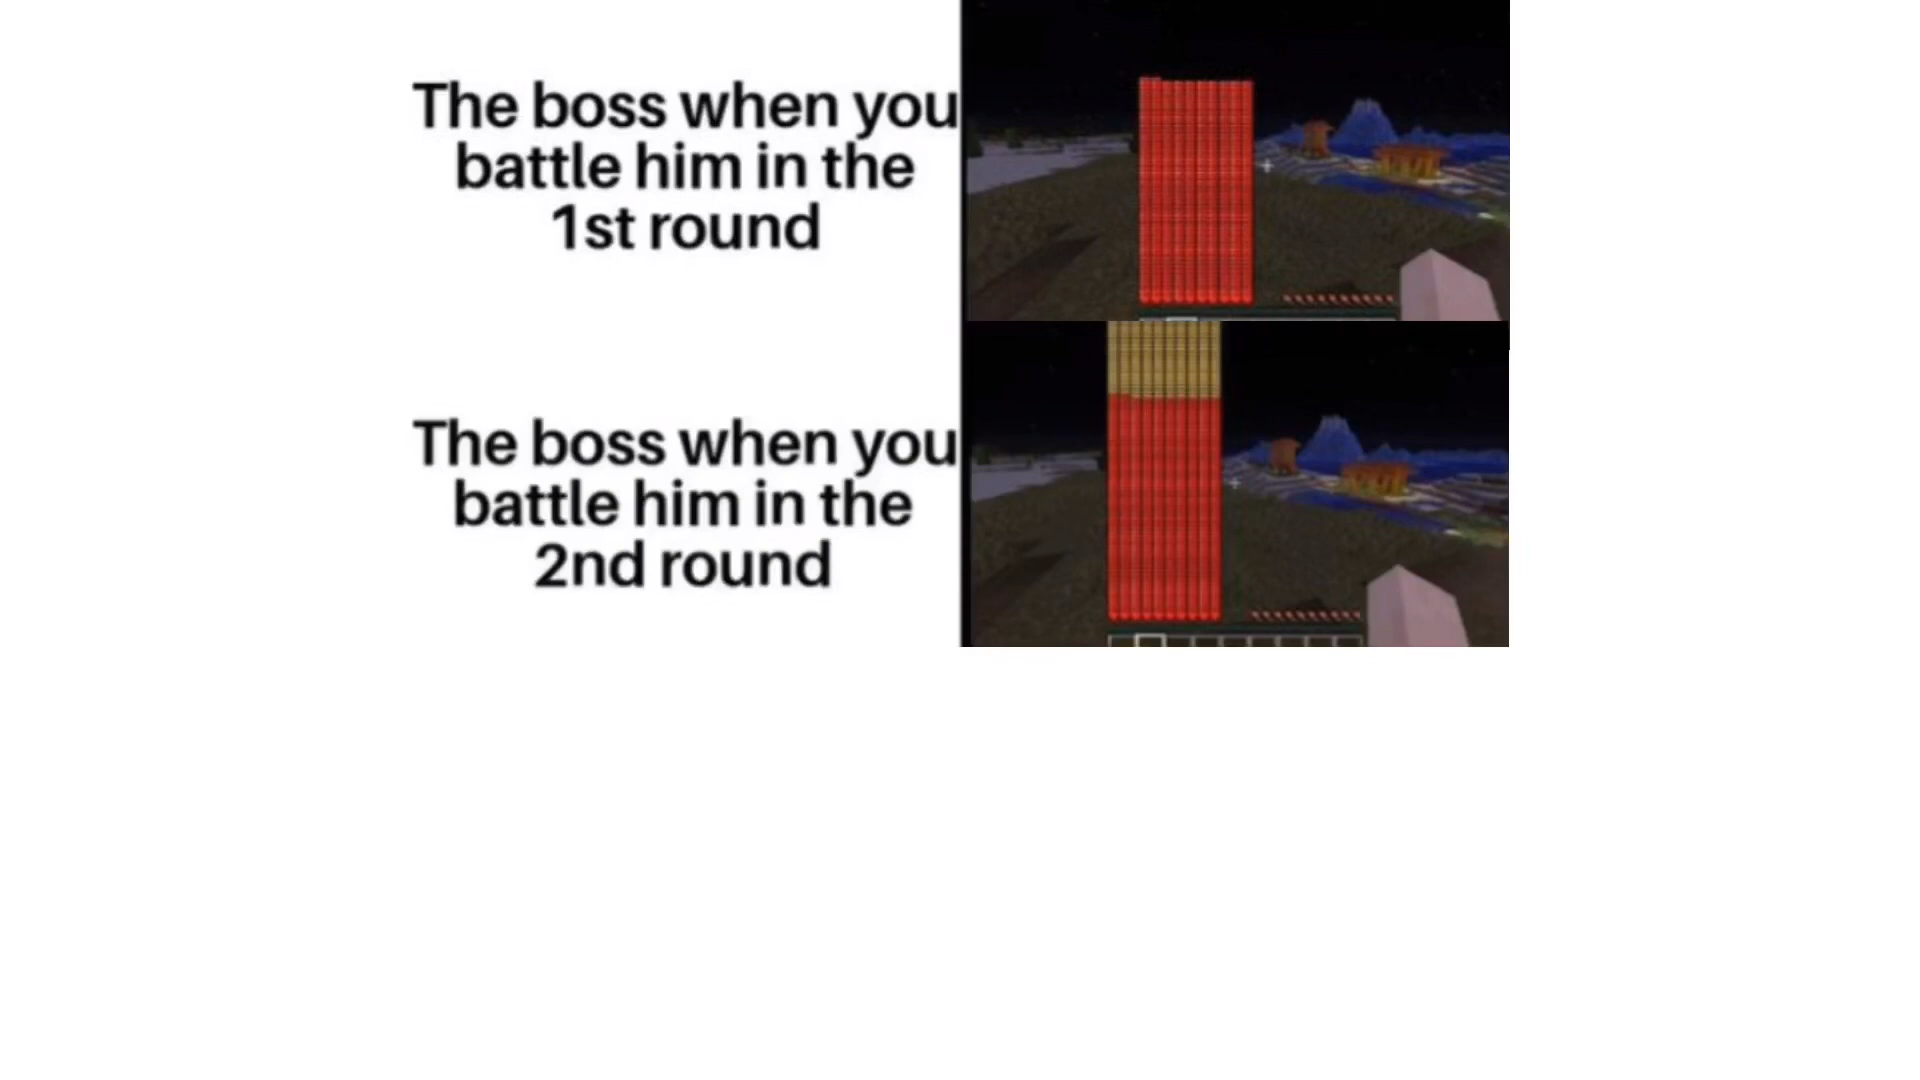 The boss when you
battle him in the
1st round
The boss when you
battle him in the
2nd round